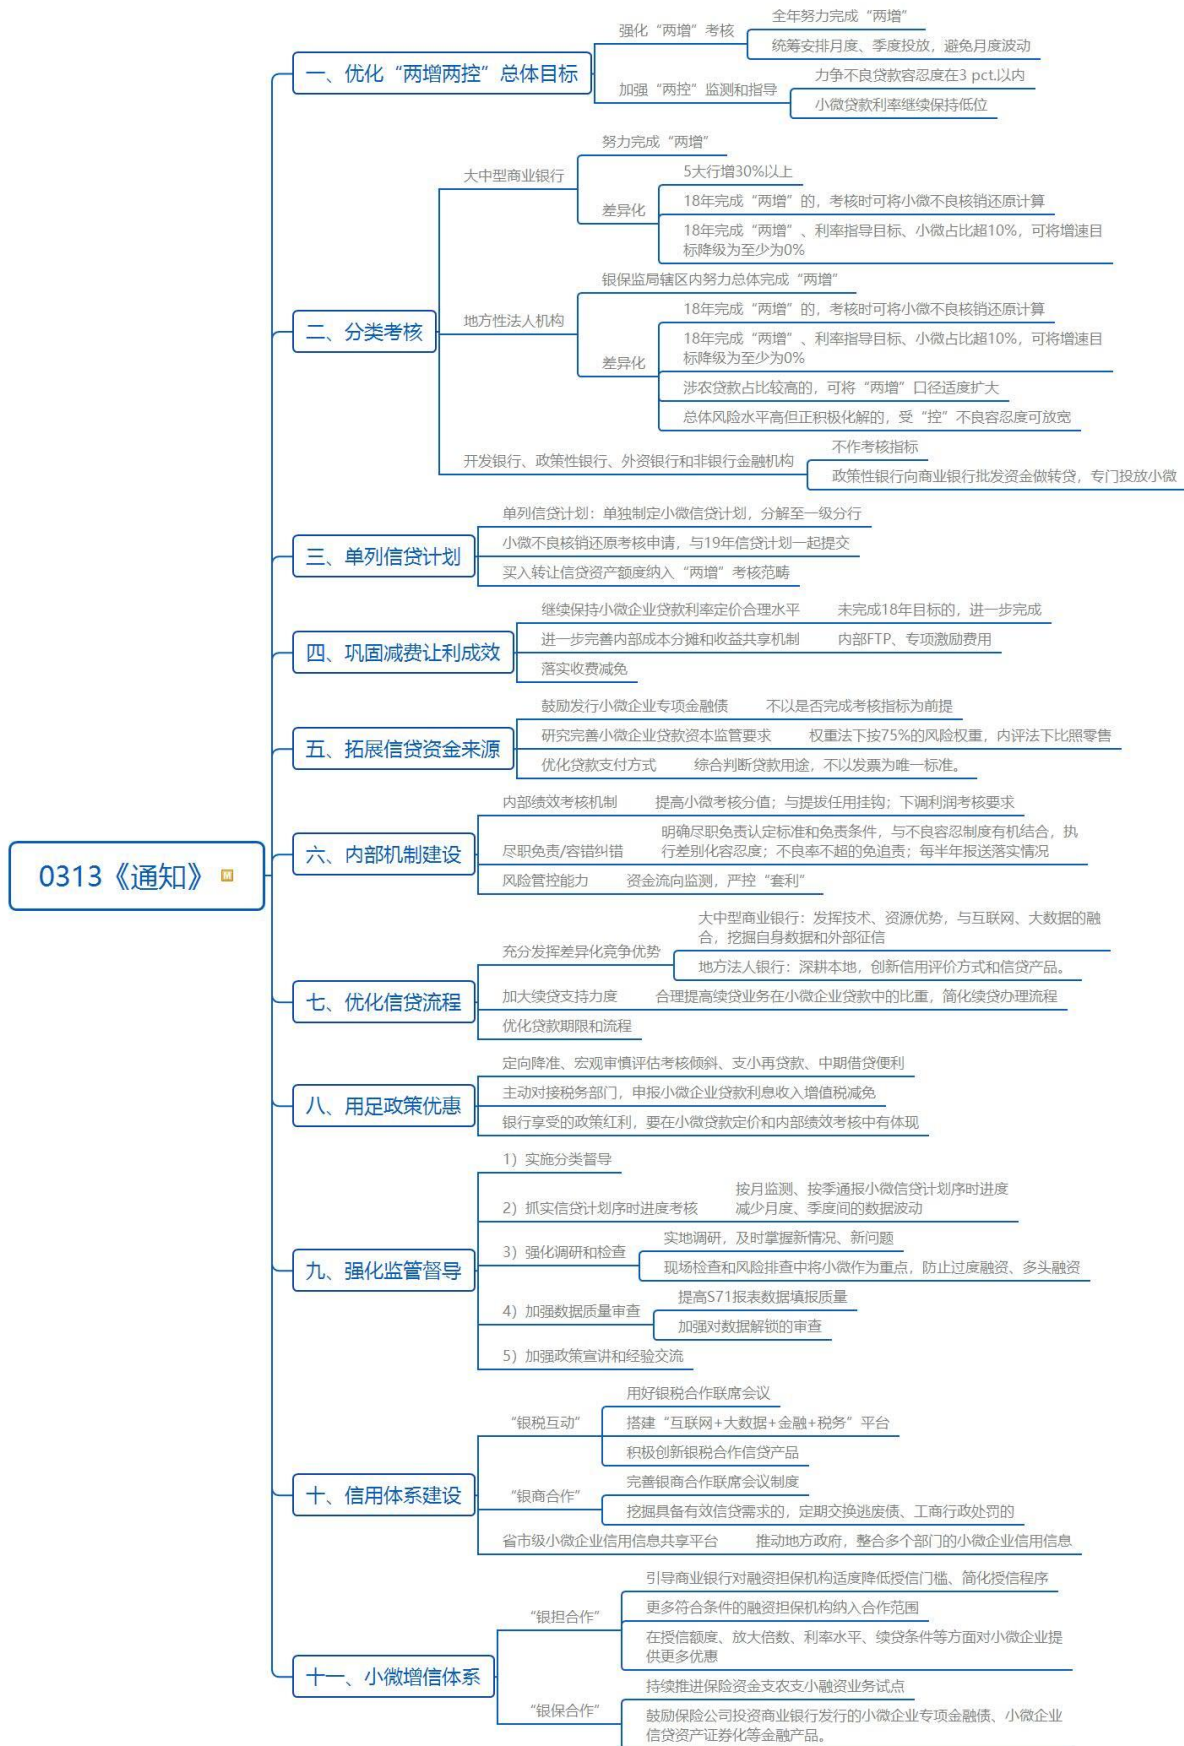 0313《通知》
一、优化“两增两控”总体目标
强化“两增”考核
全年努力完成“两增”
统筹安排月度、季度投放，避免月度波动
加强“两控”监测和指导
力争不良贷款容忍度在3 pct.以内
小微贷款利率继续保持低位
二、分类考核
大中型商业银行
努力完成“两增”
差异化
5大行增30%以上
18年完成“两增”的，考核时可将小微不良核销还原计算
18年完成“两增”、利率指导目标、小微占比超10%，可将增速目
标降级为至少为0%
地方性法人机构
银保监局辖区内努力总体完成“两增”
差异化
18年完成“两增”的，考核时可将小微不良核销还原计算
18年完成“两增”、利率指导目标、小微占比超10%，可将增速目
标降级为至少为0%
涉农贷款占比较高的，可将“两增”口径适度扩大
总体风险水平高但正积极化解的，受“控”不良容忍度可放宽
开发银行、政策性银行、外资银行和非银行金融机构
不作考核指标
政策性银行向商业银行批发资金做转贷，专门投放小微
三、单列信贷计划
单列信贷计划：单独制定小微信贷计划，分解至一级分行
小微不良核销还原考核申请，与19年信贷计划一起提交
买入转让信贷资产额度纳入“两增”考核范畴
四、巩固减费让利成效
继续保持小微企业贷款利率定价合理水平
未完成18年目标的，进一步完成
进一步完善内部成本分摊和收益共享机制
内部FTP、专项激励费用
落实收费减免
五、拓展信贷资金来源
鼓励发行小微企业专项金融债
不以是否完成考核指标为前提
研究完善小微企业贷款资本监管要求
权重法下按75%的风险权重，内评法下比照零售
优化贷款支付方式
综合判断贷款用途，不以发票为唯一标准。
六、内部机制建设
内部绩效考核机制
提高小微考核分值；与提拔任用挂钩；下调利润考核要求
尽职免责/容错纠错
明确尽职免责认定标准和免责条件，与不良容忍制度有机结合，执
行差别化容忍度；不良率不超的免追责；每半年报送落实情况
风险管控能力
资金流向监测，严控“套利”
七、优化信贷流程
充分发挥差异化竞争优势
大中型商业银行：发挥技术、资源优势，与互联网、大数据的融
合，挖掘自身数据和外部征信
地方法人银行：深耕本地，创新信用评价方式和信贷产品。
加大续贷支持力度
合理提高续贷业务在小微企业贷款中的比重，简化续贷办理流程
优化贷款期限和流程
八、用足政策优惠
定向降准、宏观审慎评估考核倾斜、支小再贷款、中期借贷便利
主动对接税务部门，申报小微企业贷款利息收入增值税减免
银行享受的政策红利，要在小微贷款定价和内部绩效考核中有体现
九、强化监管督导
1）实施分类督导
2）抓实信贷计划序时进度考核
按月监测、按季通报小微信贷计划序时进度
减少月度、季度间的数据波动
3）强化调研和检查
实地调研，及时掌握新情况、新问题
现场检查和风险排查中将小微作为重点，防止过度融资、多头融资
4）加强数据质量审查
提高S71报表数据填报质量
加强对数据解锁的审查
5）加强政策宣讲和经验交流
十、信用体系建设
“银税互动”
用好银税合作联席会议
搭建“互联网+大数据+金融+税务”平台
积极创新银税合作信贷产品
“银商合作”
完善银商合作联席会议制度
挖掘具备有效信贷需求的，定期交换逃废债、工商行政处罚的
省市级小微企业信用信息共享平台
推动地方政府，整合多个部门的小微企业信用信息
十一、小微增信体系
“银担合作”
引导商业银行对融资担保机构适度降低授信门槛、简化授信程序
更多符合条件的融资担保机构纳入合作范围
在授信额度、放大倍数、利率水平、续贷条件等方面对小微企业提
供更多优惠
“银保合作”
持续推进保险资金支农支小融资业务试点
鼓励保险公司投资商业银行发行的小微企业专项金融债、小微企业
信贷资产证券化等金融产品。